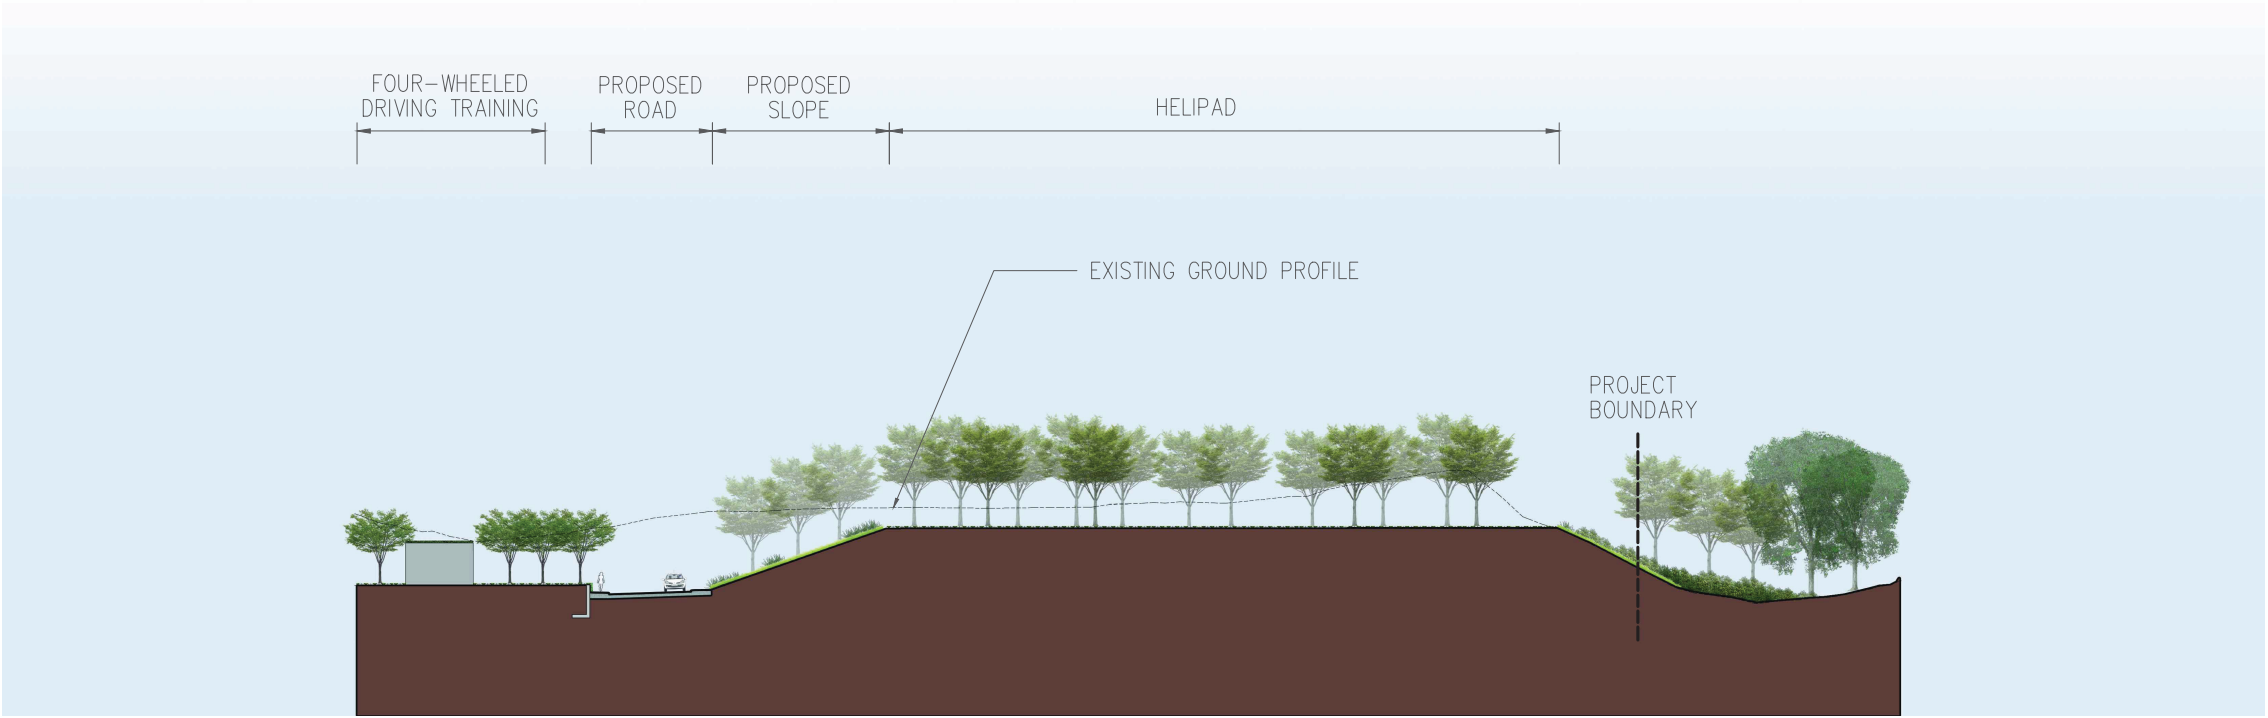 FOUR-WHEELED
DRIVING TRAINING
PROPOSED
ROAD
PROPOSED
SLOPE
HELIPAD
EXISTING GROUND PROFILE
PROJECT
BOUNDARY